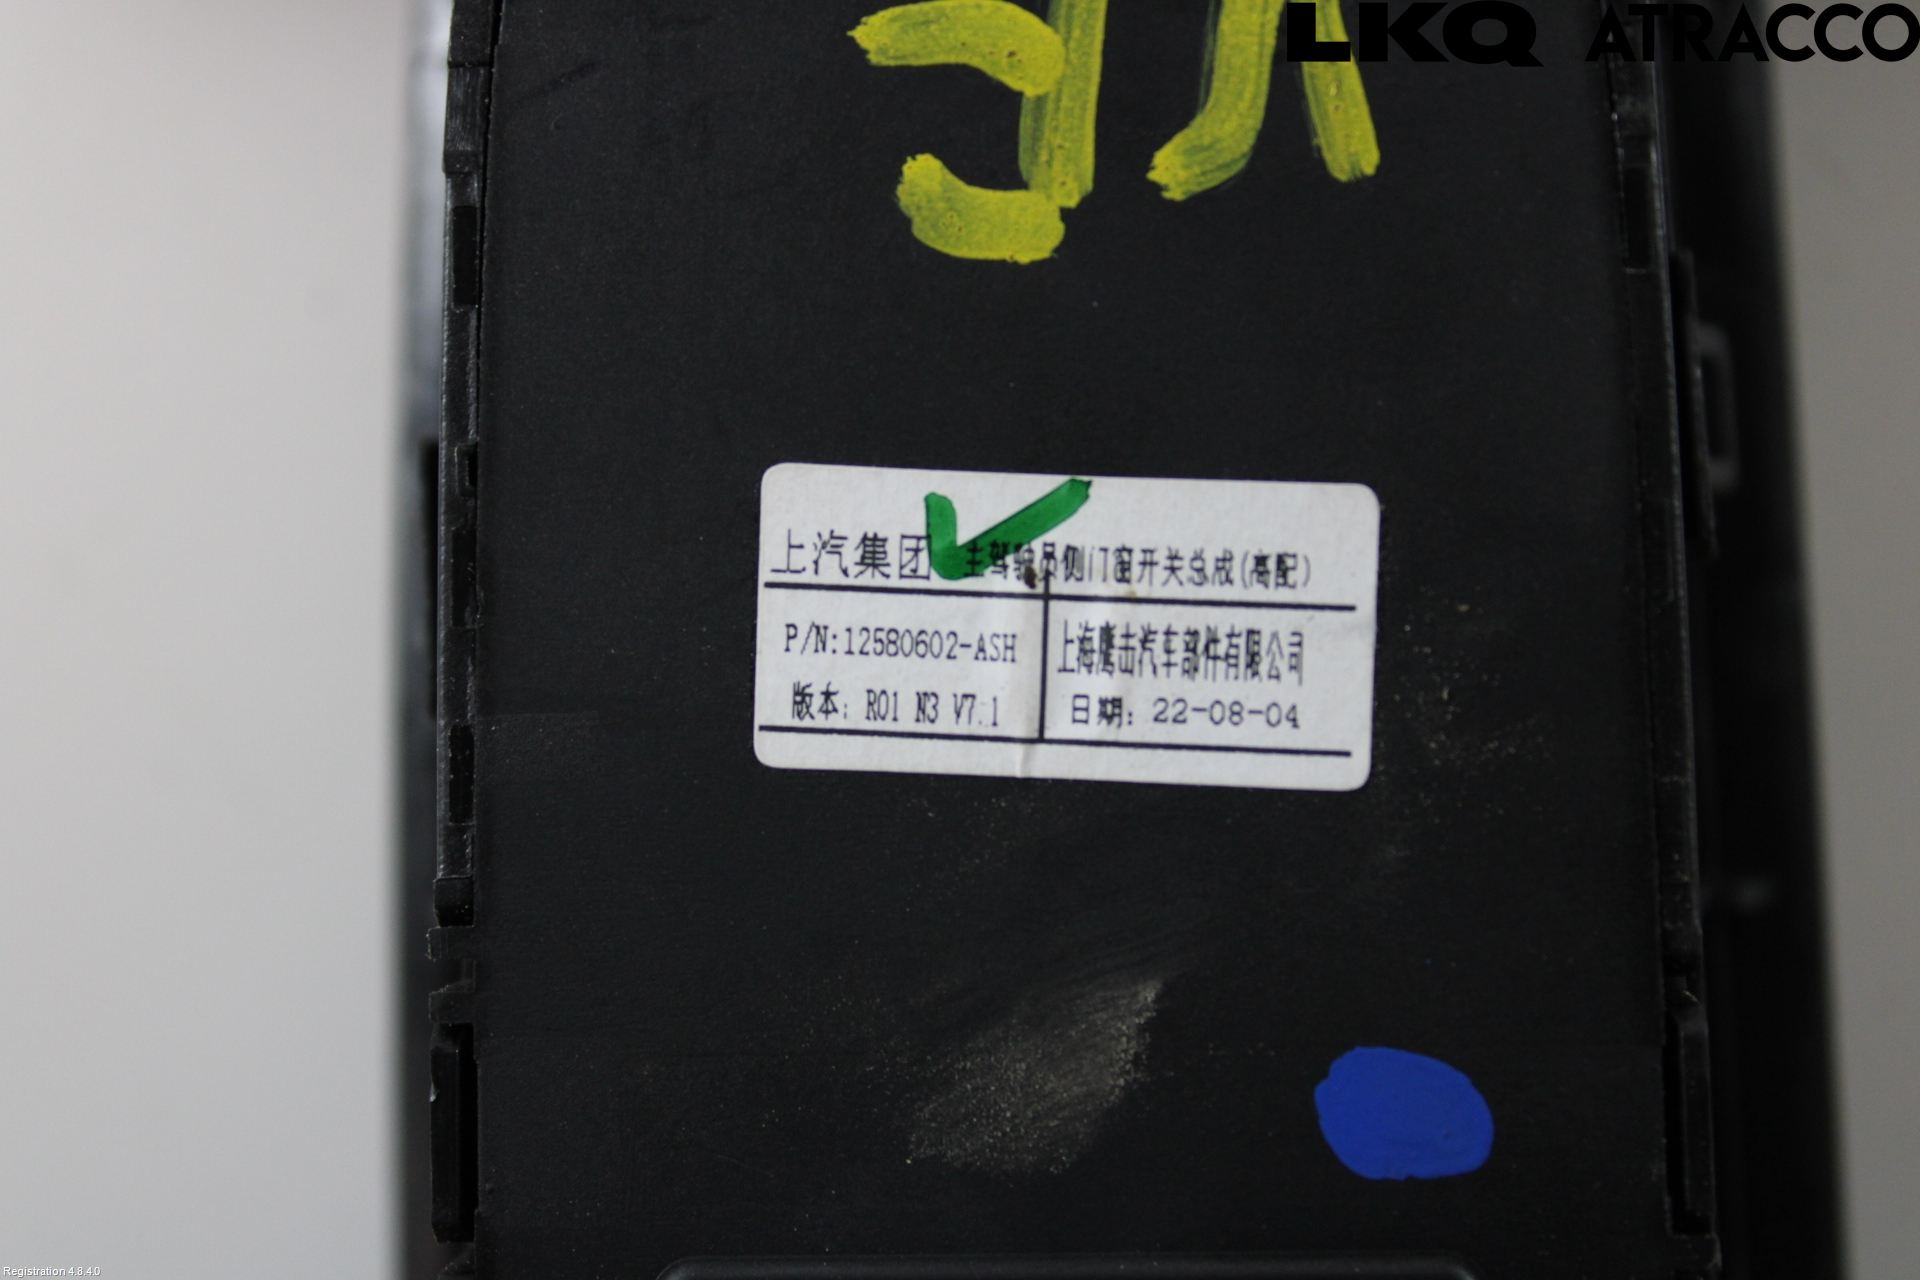 LKQ ATRACCO
上汽集团 主驾驶员侧门窗开关总成(高配)
P/N:12580602-ASH
上海鹰击汽车部件有限公司
版本: R01 N3 V7.1
日期: 22-08-04
Registration 4.8.4.0